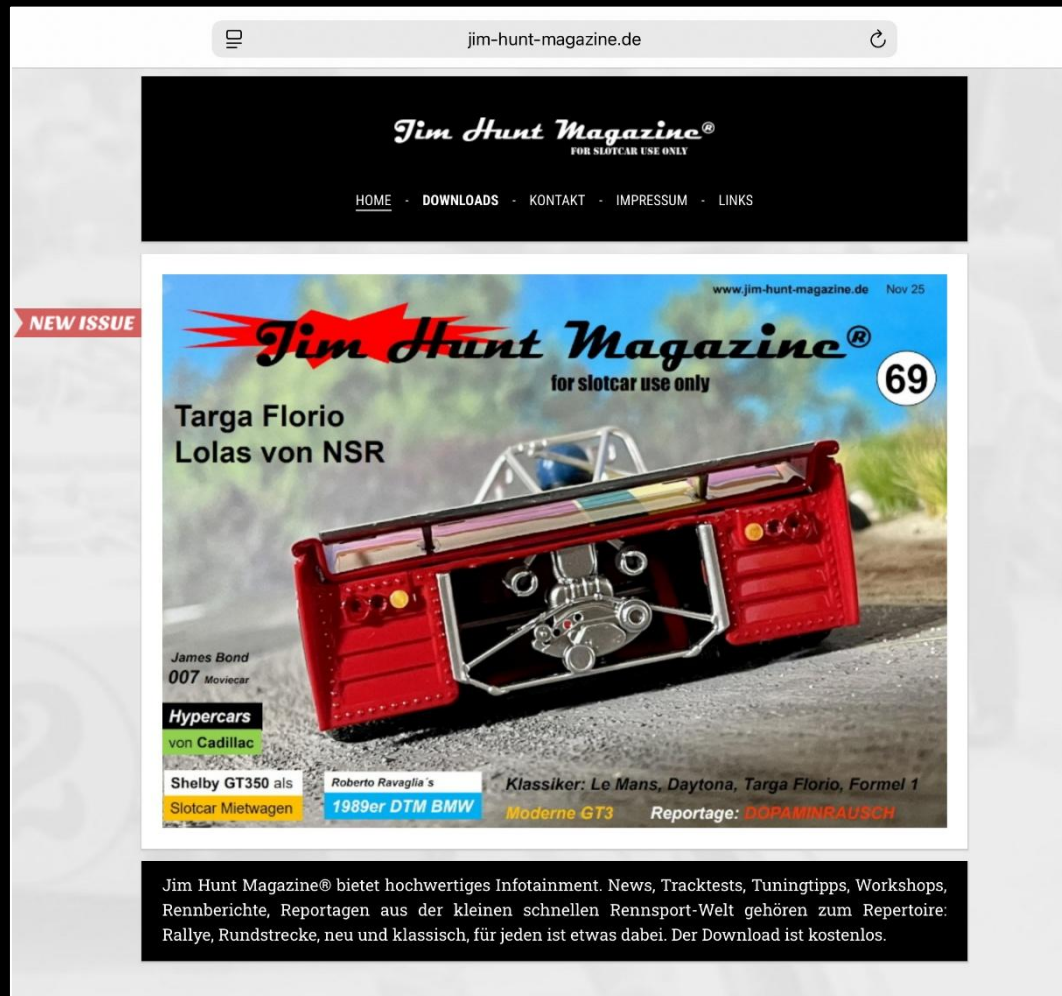 jim-hunt-magazine.de
Jim Hunt Magazine®
FOR SLOTCAR USE ONLY
HOME - DOWNLOADS - KONTAKT - IMPRESSUM - LINKS
NEW ISSUE
www.jim-hunt-magazine.de Nov 25
Jim Hunt Magazine®
for slotcar use only
69
Targa Florio
Lolas von NSR
James Bond
007 Moviecar
Hypercars
von Cadillac
Shelby GT350 als
Slotcar Mietwagen
Roberto Ravaglia´s
1989er DTM BMW
Klassiker: Le Mans, Daytona, Targa Florio, Formel 1
Moderne GT3 Reportage: DOPAMINRAUSCH
Jim Hunt Magazine® bietet hochwertiges Infotainment. News, Tracktests, Tuningtipps, Workshops,
Rennberichte, Reportagen aus der kleinen schnellen Rennsport-Welt gehören zum Repertoire:
Rallye, Rundstrecke, neu und klassisch, für jeden ist etwas dabei. Der Download ist kostenlos.